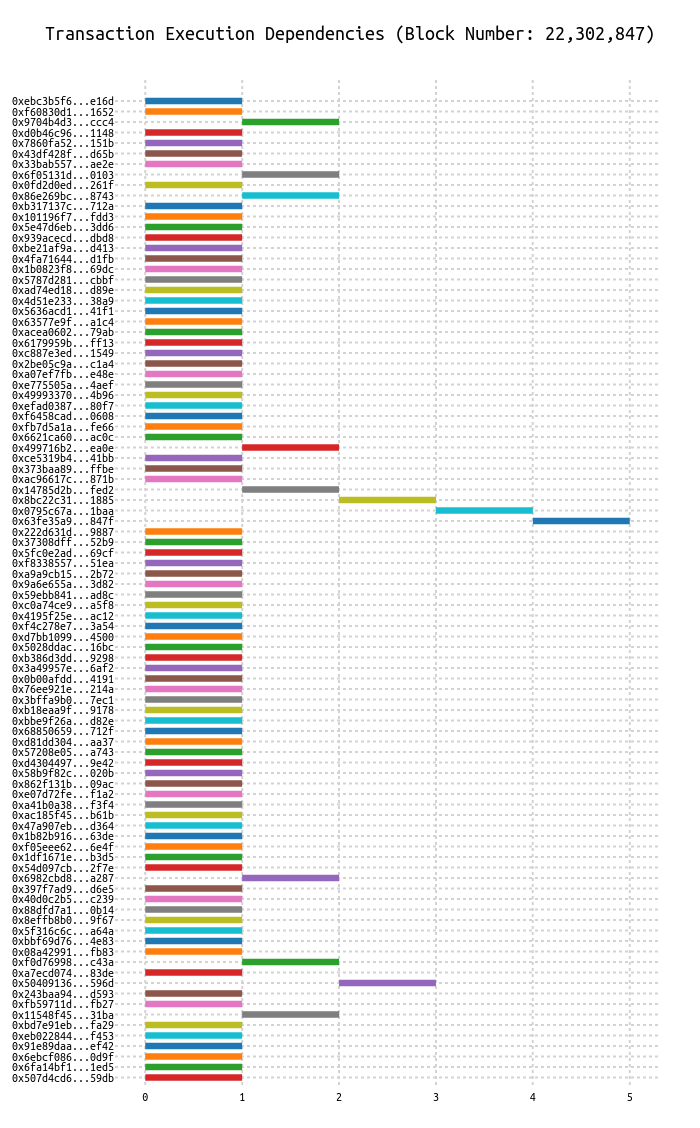 Transaction Execution Dependencies (Block Number: 22,302,847)
0xebc3b5f6...e16d
0xf60830d1...1652
0x9704b4d3...ccc4
0xd0b46c96...1148
0x7860fa52...151b
0x43df428f...d65b
0x33bab557...ae2e
0x6f05131d...0103
0x0fd2d0ed...261f
0x86e269bc...8743
0xb317137c...712a
0x101196f7...fdd3
0x5e47d6eb...3dd6
0x939acecd...dbd8
0xbe21af9a...d413
0x4fa71644...d1fb
0x1b0823f8...69dc
0x5787d281...cbbf
0xad74ed18...d89e
0x4d51e233...38a9
0x5636acd1...41f1
0x63577e9f...a1c4
0xacea0602...79ab
0x6179959b...ff13
0xc887e3ed...1549
0x2be05c9a...c1a4
0xa07ef7fb...e48e
0xe775505a...4aef
0x49993370...4b96
0xefad0387...80f7
0xf6458cad...0608
0xfb7d5a1a...fe66
0x6621ca60...ac0c
0x499716b2...ea0e
0xce5319b4...41bb
0x373baa89...ffbe
0xac96617c...871b
0x14785d2b...fed2
0x8bc22c31...1885
0x0795c67a...1baa
0x63fe35a9...847f
0x222d631d...9887
0x37308dff...52b9
0x5fc0e2ad...69cf
0xf8338557...51ea
0xa9a9cb15...2b72
0x9a6e655a...3d82
0x59ebb841...ad8c
0xc0a74ce9...a5f8
0x4195f25e...ac12
0xf4c278e7...3a54
0xd7bb1099...4500
0x5028ddac...16bc
0xb386d3dd...9298
0x3a49957e...6af2
0x0b00afdd...4191
0x76ee921e...214a
0x3bffa9b0...7ec1
0xb18eaa9f...9178
0xbbe9f26a...d82e
0x68850659...712f
0xd81dd304...aa37
0x57208e05...a743
0xd4304497...9e42
0x58b9f82c...020b
0x862f131b...09ac
0xe07d72fe...f1a2
0xa41b0a38...f3f4
0xac185f45...b61b
0x47a907eb...d364
0x1b82b916...63de
0xf05eee62...6e4f
0x1df1671e...b3d5
0x54d097cb...2f7e
0x6982cbd8...a287
0x397f7ad9...d6e5
0x40d0c2b5...c239
0x88dfd7a1...0b14
0x8effb8b0...9f67
0x5f316c6c...a64a
0xbbf69d76...4e83
0x08a42991...fb83
0xf0d76998...c43a
0xa7ecd074...83de
0x50409136...596d
0x243baa94...d593
0xfb59711d...fb27
0x11548f45...31ba
0xbd7e91eb...fa29
0xeb022844...f453
0x91e89daa...ef42
0x6ebcf086...0d9f
0x6fa14bf1...1ed5
0x507d4cd6...59db
0 1 2 3 4 5